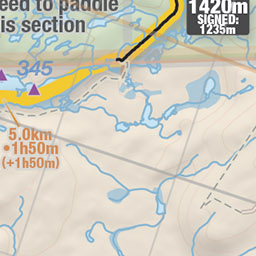 eed to paddle
is section
1420m
SIGNED:
1235m
345
5.0km
•1h50m
(+1h50m)